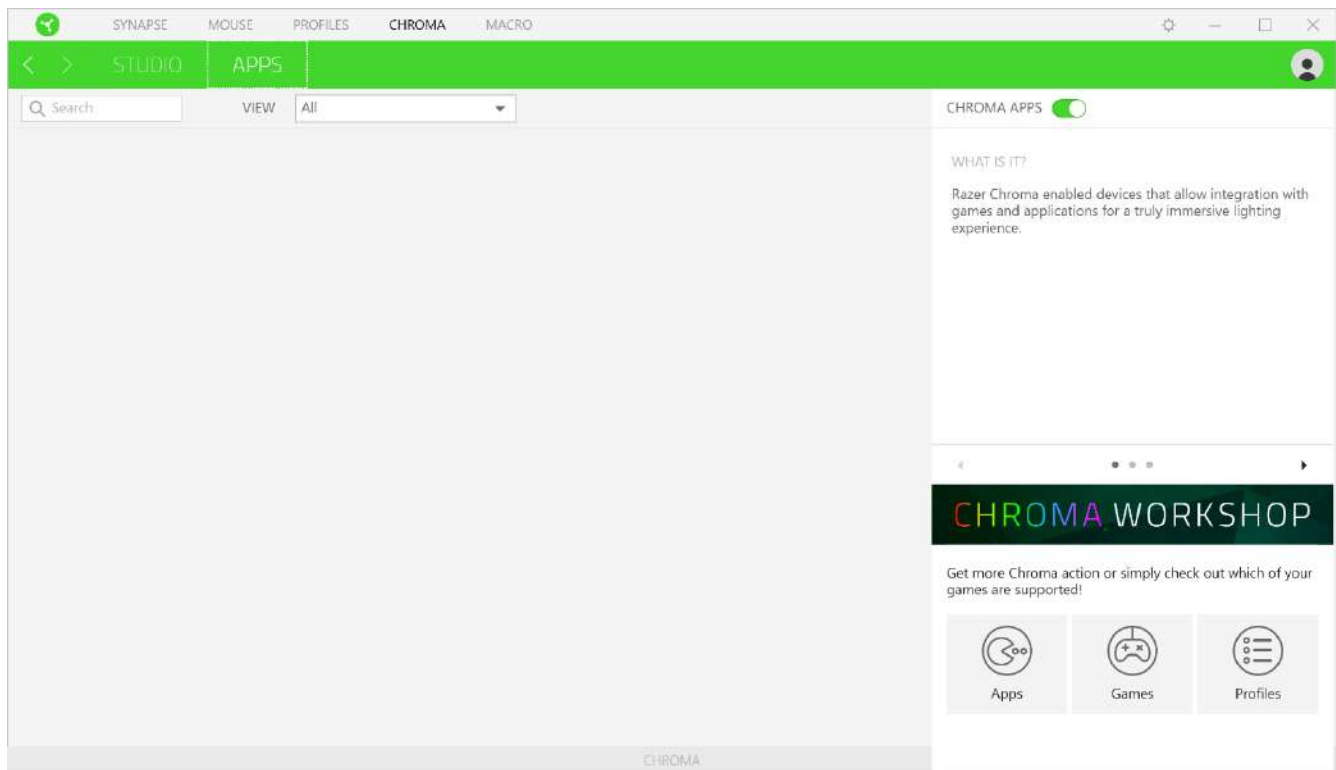 SYNAPSE MOUSE PROFILES CHROMA MACRO
STUDIO APPS
Search VIEW All CHROMA APPS
WHAT IS IT?
Razer Chroma enabled devices that allow integration with
games and applications for a truly immersive lighting
experience.
CHROMA WORKSHOP
Get more Chroma action or simply check out which of your
games are supported!
Apps Games Profiles
CHROMA